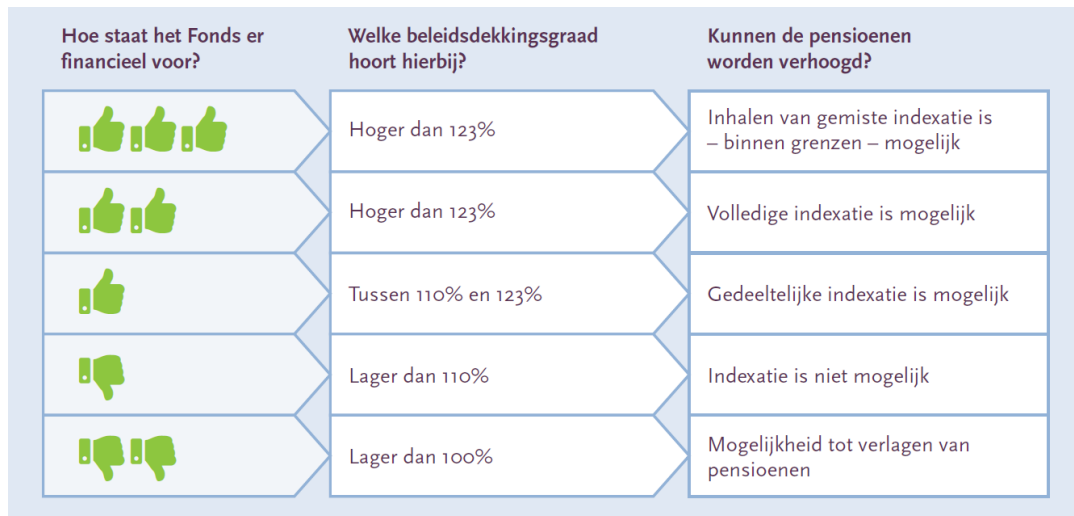 Hoe staat het Fonds er
financieel voor?
Welke beleidsdekkingsgraad
hoort hierbij?
Kunnen de pensioenen
worden verhoogd?
Hoger dan 123%
Inhalen van gemiste indexatie is
– binnen grenzen – mogelijk
Hoger dan 123%
Volledige indexatie is mogelijk
Tussen 110% en 123%
Gedeeltelijke indexatie is mogelijk
Lager dan 110%
Indexatie is niet mogelijk
Lager dan 100%
Mogelijkheid tot verlagen van
pensioenen